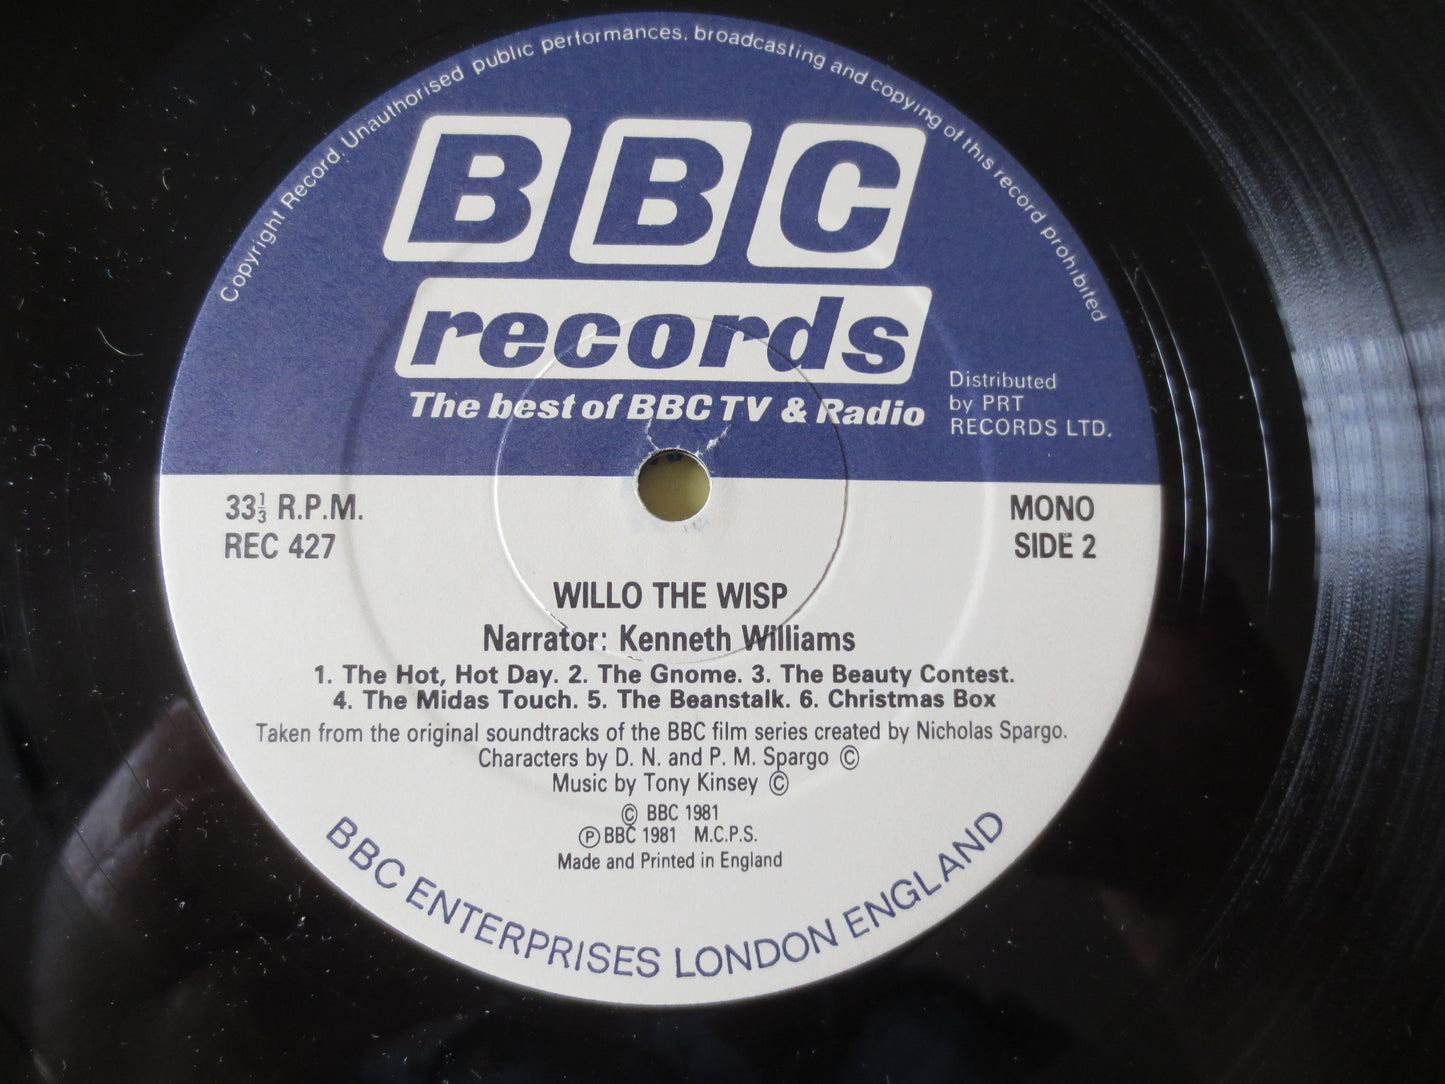 Copyright Record. Unauthorised public performances, broadcasting and copying of this record prohibited
BBC
records
The best of BBC TV & Radio
Distributed
by PRT
RECORDS LTD.
33⅓ R.P.M.
REC 427
MONO
SIDE 2
WILLO THE WISP
Narrator: Kenneth Williams
1. The Hot, Hot Day. 2. The Gnome. 3. The Beauty Contest.
4. The Midas Touch. 5. The Beanstalk. 6. Christmas Box
Taken from the original soundtracks of the BBC film series created by Nicholas Spargo.
Characters by D. N. and P. M. Spargo ©
Music by Tony Kinsey ©
© BBC 1981
℗ BBC 1981 M.C.P.S.
Made and Printed in England
BBC ENTERPRISES LONDON ENGLAND